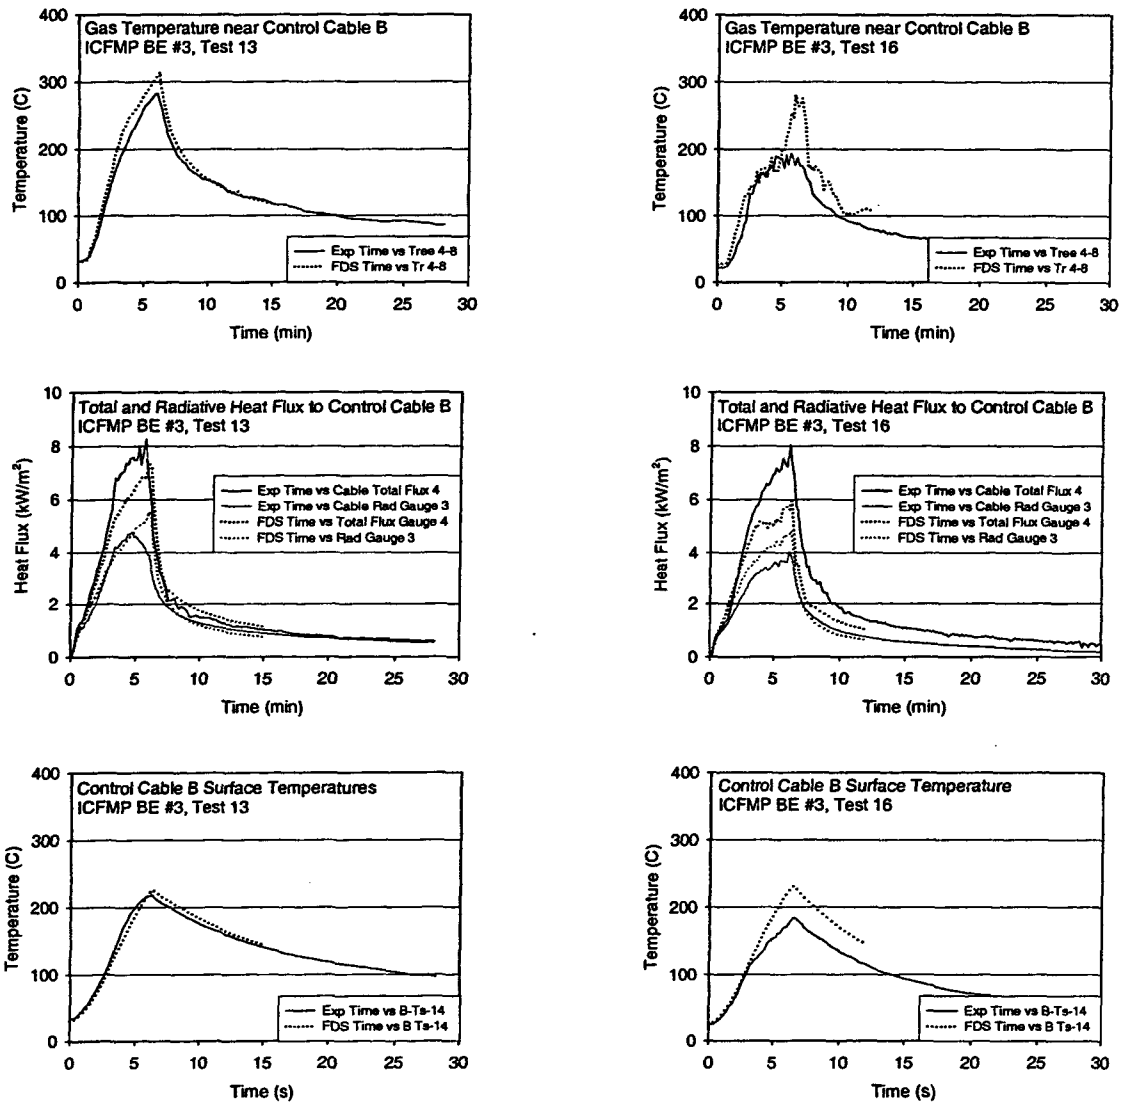 Gas Temperature near Control Cable B
ICFMP BE #3, Test 13
400
300
200
100
0
Temperature (C)
Exp Time vs Tree 4-8
FDS Time vs Tr 4-8
0 5 10 15 20 25 30
Time (min)
Gas Temperature near Control Cable B
ICFMP BE #3, Test 16
400
300
200
100
0
Temperature (C)
Exp Time vs Tree 4-8
FDS Time vs Tr 4-8
0 5 10 15 20 25 30
Time (min)
Total and Radiative Heat Flux to Control Cable B
ICFMP BE #3, Test 13
10
8
6
4
2
0
Heat Flux (kW/m²)
Exp Time vs Cable Total Flux 4
Exp Time vs Cable Rad Gauge 3
FDS Time vs Total Flux Gauge 4
FDS Time vs Rad Gauge 3
0 5 10 15 20 25 30
Time (min)
Total and Radiative Heat Flux to Control Cable B
ICFMP BE #3, Test 16
10
8
6
4
2
0
Heat Flux (kW/m²)
Exp Time vs Cable Total Flux 4
Exp Time vs Cable Rad Gauge 3
FDS Time vs Total Flux Gauge 4
FDS Time vs Rad Gauge 3
0 5 10 15 20 25 30
Time (min)
Control Cable B Surface Temperatures
ICFMP BE #3, Test 13
400
300
200
100
0
Temperature (C)
Exp Time vs B-Ts-14
FDS Time vs B Ts-14
0 5 10 15 20 25 30
Time (s)
Control Cable B Surface Temperature
ICFMP BE #3, Test 16
400
300
200
100
0
Temperature (C)
Exp Time vs B-Ts-14
FDS Time vs B Ts-14
0 5 10 15 20 25 30
Time (s)